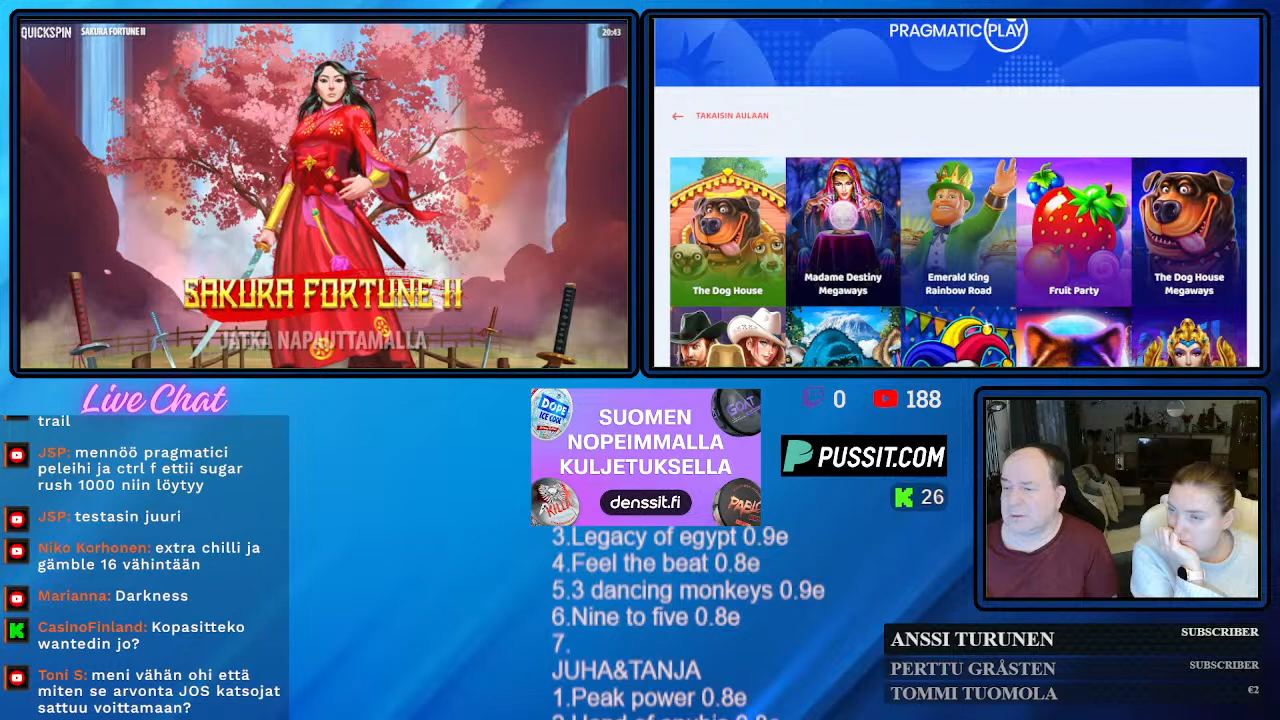 QUICKSPIN SAKURA FORTUNE II
20:43
SAKURA FORTUNE II
JATKA NAPAUTTAMALLA
PRAGMATIC PLAY
TAKAISIN AULAAN
The Dog House
Madame Destiny
Megaways
Emerald King
Rainbow Road
Fruit Party
The Dog House
Megaways
Live Chat
trail
JSP: mennöö pragmatici
peleihi ja ctrl f ettii sugar
rush 1000 niin löytyy
JSP: testasin juuri
Niko Korhonen: extra chilli ja
gämble 16 vähintään
Marianna: Darkness
CasinoFinland: Kopasitteko
wantedin jo?
Toni S: meni vähän ohi että
miten se arvonta JOS katsojat
sattuu voittamaan?
DOPE
ICE COOL
GOAT
SUOMEN
NOPEIMMALLA
KULJETUKSELLA
KILLA
denssit.fi
PABLO
0
188
PUSSIT.COM
K 26
3.Legacy of egypt 0.9e
4.Feel the beat 0.8e
5.3 dancing monkeys 0.9e
6.Nine to five 0.8e
7.
JUHA&TANJA
1.Peak power 0.8e
ANSSI TURUNEN SUBSCRIBER
PERTTU GRÅSTEN SUBSCRIBER
TOMMI TUOMOLA €2